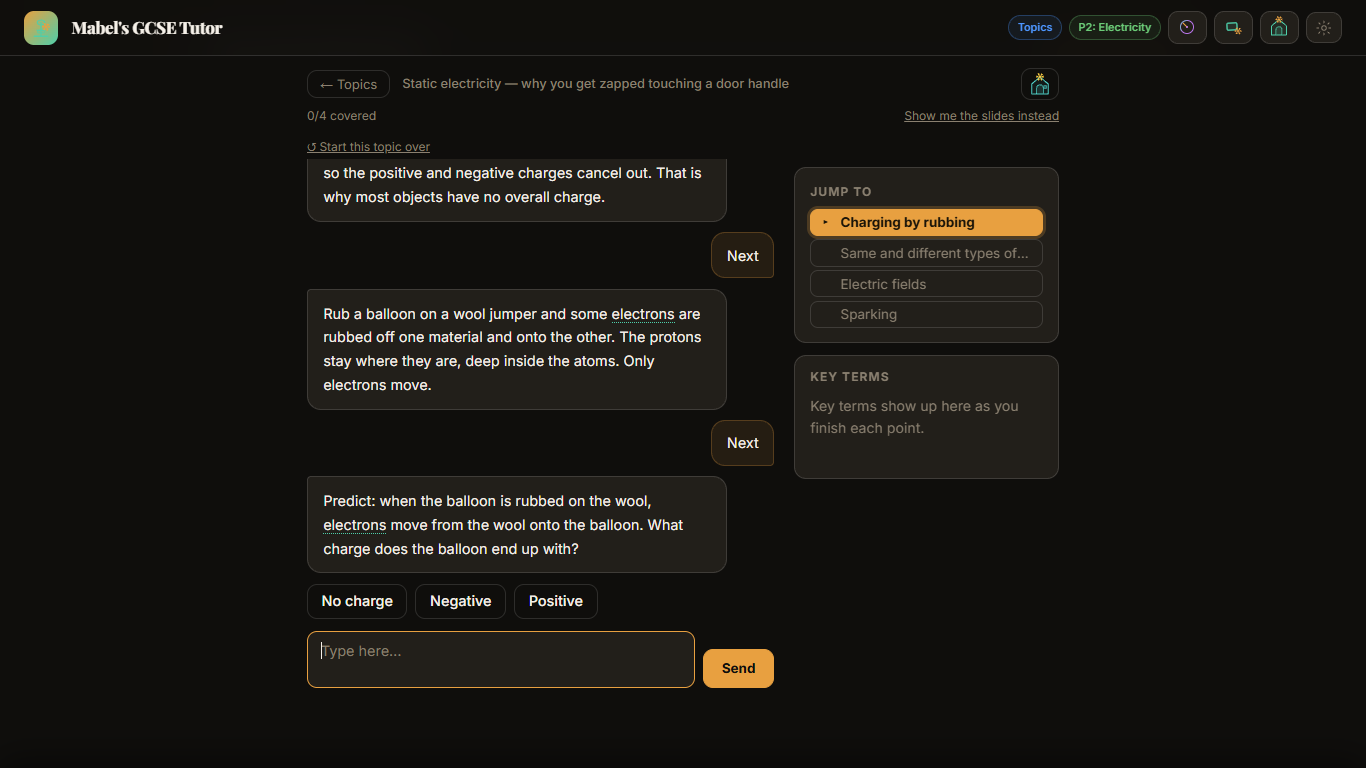 Mabel's GCSE Tutor
Topics
P2: Electricity
← Topics
Static electricity — why you get zapped touching a door handle
0/4 covered
Show me the slides instead
↺ Start this topic over
so the positive and negative charges cancel out. That is
why most objects have no overall charge.
Next
Rub a balloon on a wool jumper and some electrons are
rubbed off one material and onto the other. The protons
stay where they are, deep inside the atoms. Only
electrons move.
Next
Predict: when the balloon is rubbed on the wool,
electrons move from the wool onto the balloon. What
charge does the balloon end up with?
No charge
Negative
Positive
Type here...
Send
JUMP TO
‣ Charging by rubbing
Same and different types of...
Electric fields
Sparking
KEY TERMS
Key terms show up here as you
finish each point.